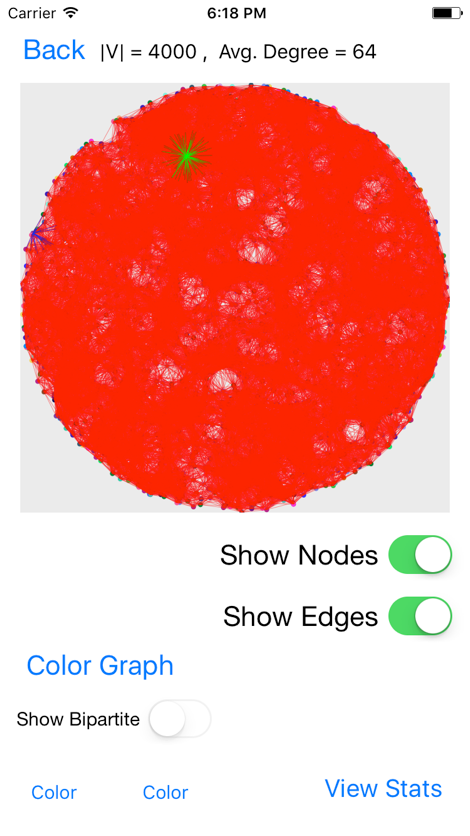 Carrier 6:18 PM
Back |V| = 4000 , Avg. Degree = 64
Show Nodes
Show Edges
Color Graph
Show Bipartite
Color Color View Stats